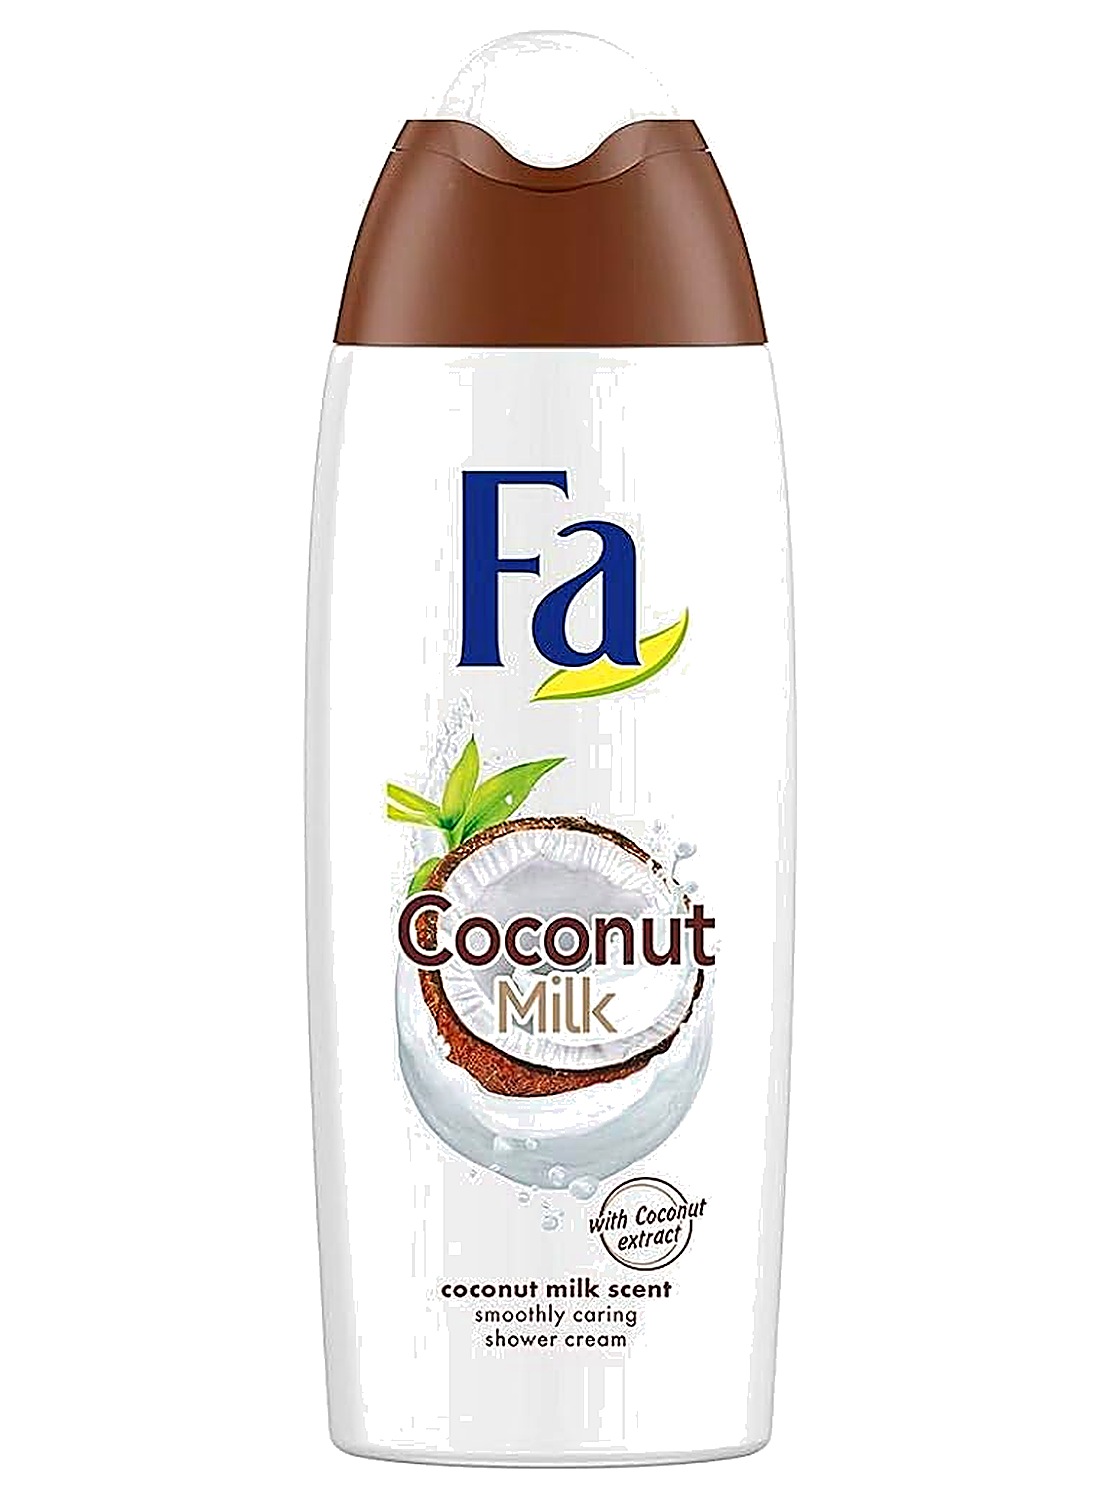 Fa
Coconut
Milk
with Coconut
extract
coconut milk scent
smoothly caring
shower cream